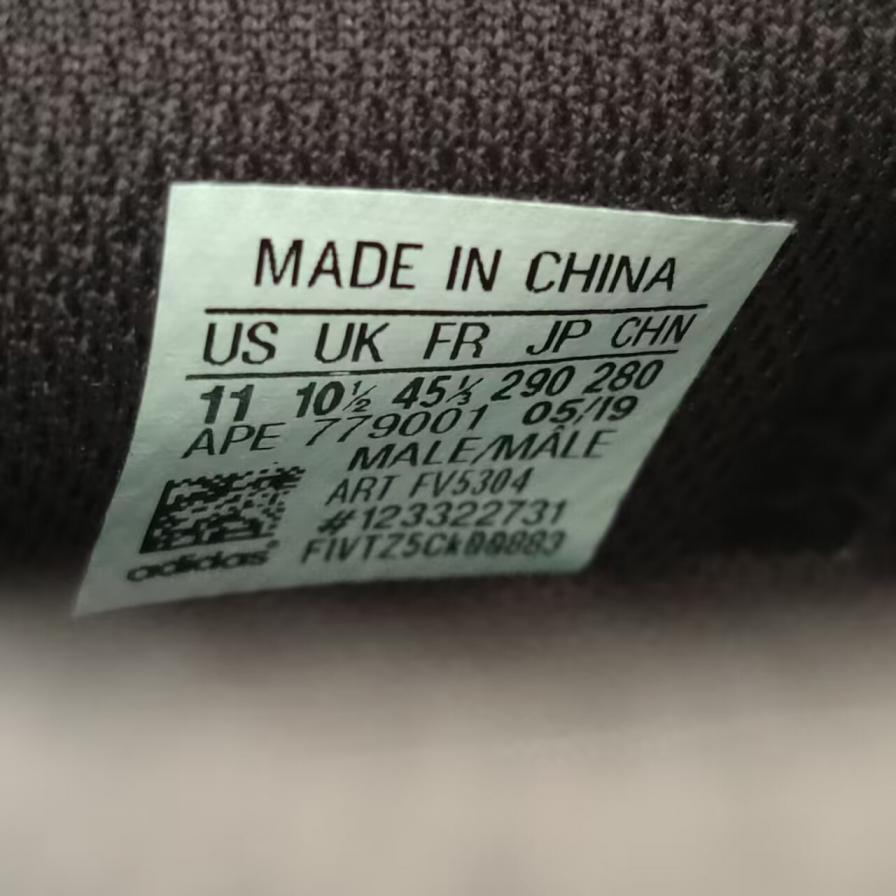 MADE IN CHINA
US UK FR JP CHN
11 10½ 45⅓ 290 280
APE 779001 05/19
MALE/MÂLE
ART FV5304
#123322731
adidas